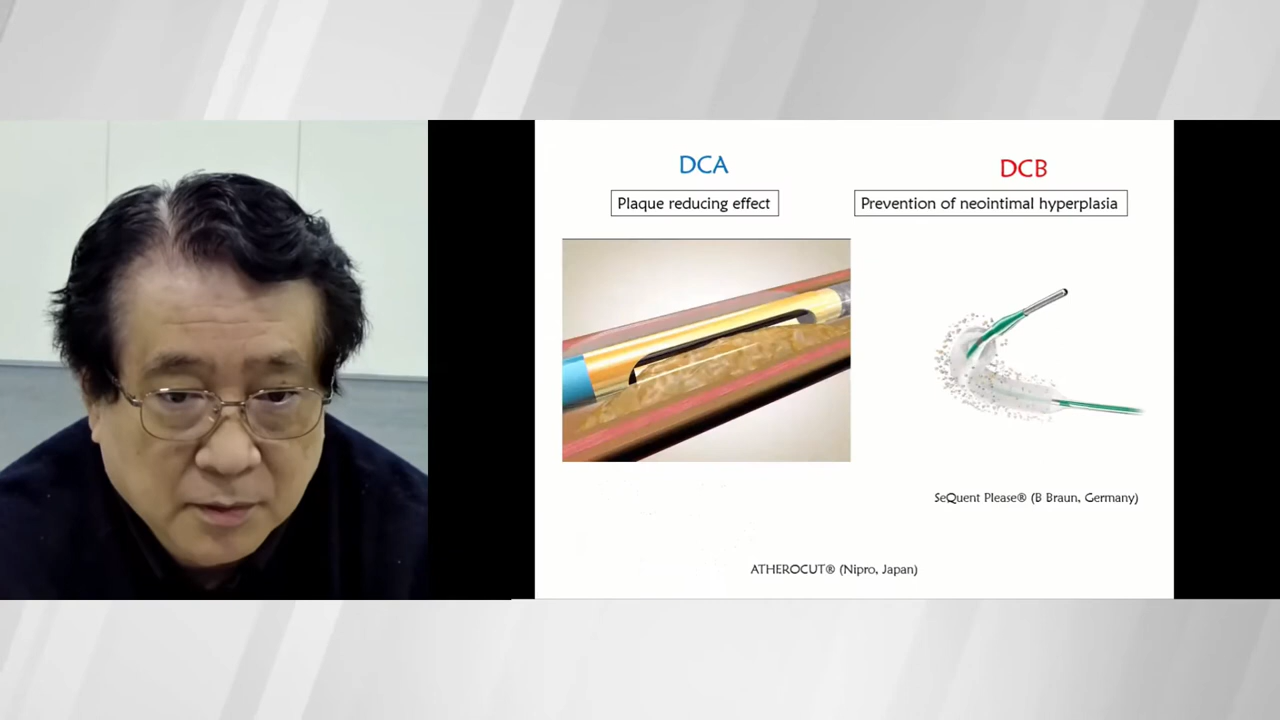 DCA
DCB
Plaque reducing effect
Prevention of neointimal hyperplasia
SeQuent Please® (B Braun, Germany)
ATHEROCUT® (Nipro, Japan)